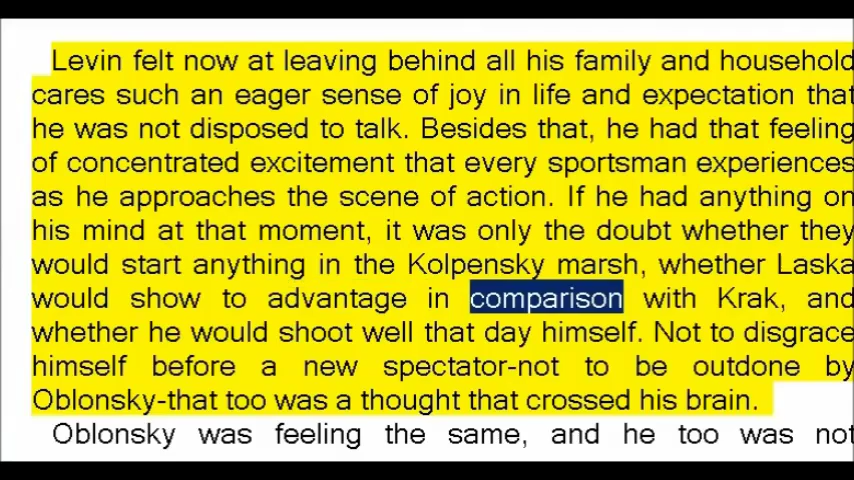 Levin felt now at leaving behind all his family and household
cares such an eager sense of joy in life and expectation that
he was not disposed to talk. Besides that, he had that feeling
of concentrated excitement that every sportsman experiences
as he approaches the scene of action. If he had anything on
his mind at that moment, it was only the doubt whether they
would start anything in the Kolpensky marsh, whether Laska
would show to advantage in comparison with Krak, and
whether he would shoot well that day himself. Not to disgrace
himself before a new spectator-not to be outdone by
Oblonsky-that too was a thought that crossed his brain.
Oblonsky was feeling the same, and he too was not